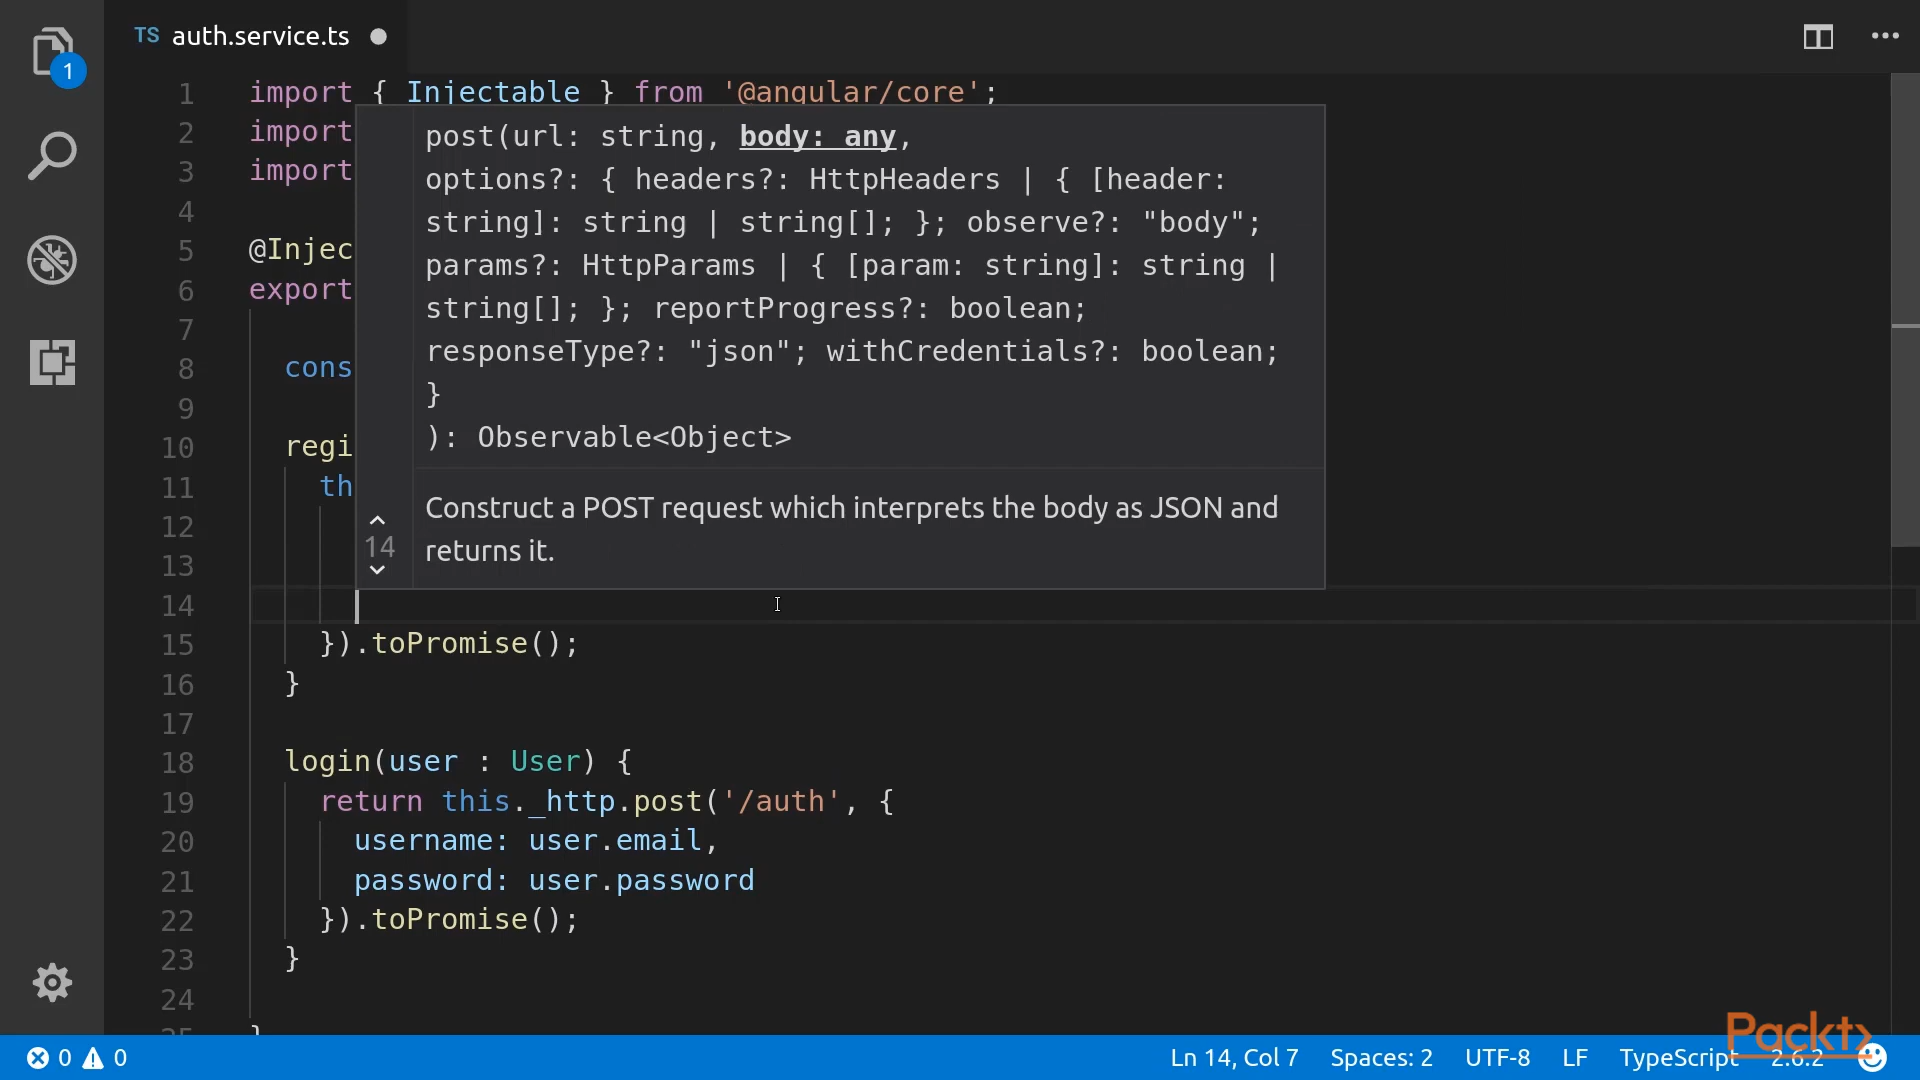 TS auth.service.ts
1
1 import { Injectable } from '@angular/core';
2 import
3 import
4
5 @Injec
6 export
7
8 cons
9
10 regi
11 th
12
13
14
15 }).toPromise();
16 }
17
18 login(user : User) {
19 return this._http.post('/auth', {
20 username: user.email,
21 password: user.password
22 }).toPromise();
23 }
24
25 }
post(url: string, body: any,
options?: { headers?: HttpHeaders | { [header:
string]: string | string[]; }; observe?: "body";
params?: HttpParams | { [param: string]: string |
string[]; }; reportProgress?: boolean;
responseType?: "json"; withCredentials?: boolean;
}
): Observable<Object>
14
Construct a POST request which interprets the body as JSON and
returns it.
Packt>
0 0 Ln 14, Col 7 Spaces: 2 UTF-8 LF TypeScript 2.6.2